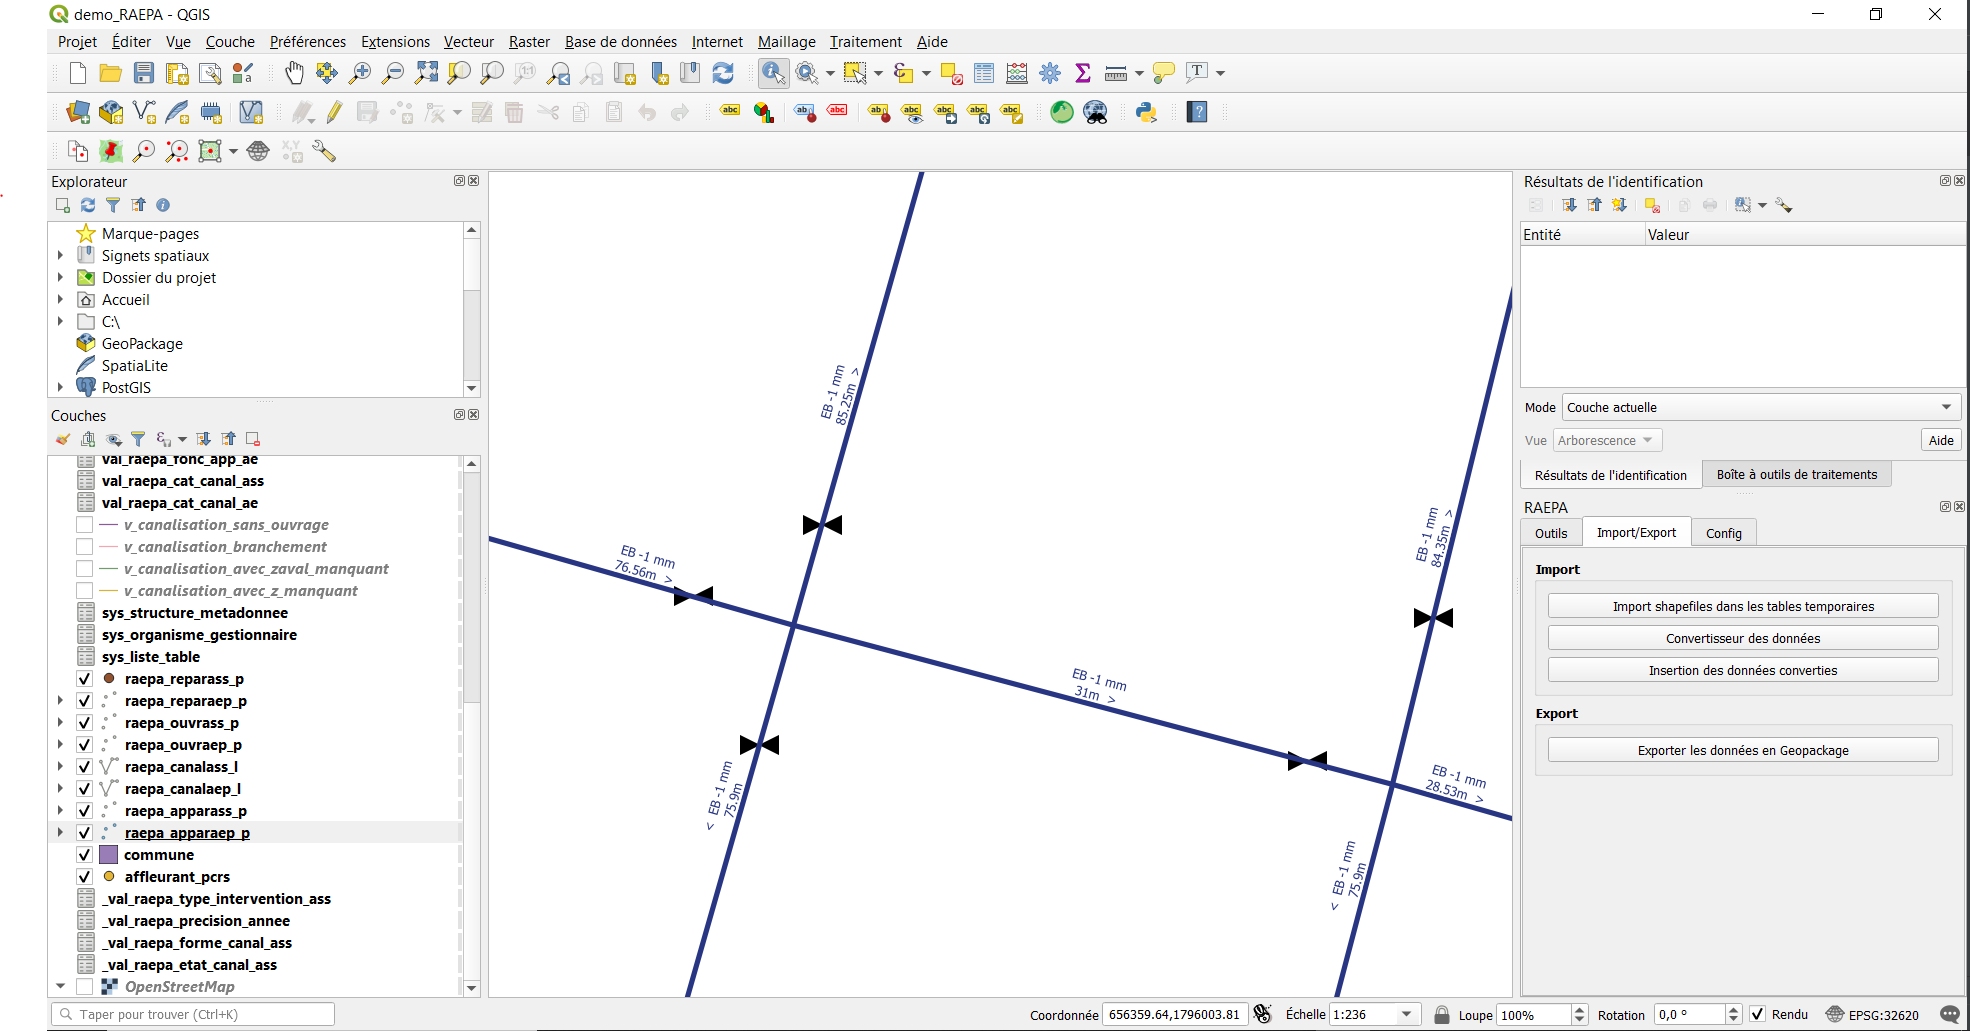 demo_RAEPA - QGIS
Projet Éditer Vue Couche Préférences Extensions Vecteur Raster Base de données Internet Maillage Traitement Aide
Explorateur
Marque-pages
Signets spatiaux
Dossier du projet
Accueil
C:\
GeoPackage
SpatiaLite
PostGIS
Couches
val_raepa_fonc_app_ae
val_raepa_cat_canal_ass
val_raepa_cat_canal_ae
v_canalisation_sans_ouvrage
v_canalisation_branchement
v_canalisation_avec_zaval_manquant
v_canalisation_avec_z_manquant
sys_structure_metadonnee
sys_organisme_gestionnaire
sys_liste_table
raepa_reparass_p
raepa_reparaep_p
raepa_ouvrass_p
raepa_ouvraep_p
raepa_canalass_l
raepa_canalaep_l
raepa_apparass_p
raepa_apparaep_p
commune
affleurant_pcrs
_val_raepa_type_intervention_ass
_val_raepa_precision_annee
_val_raepa_forme_canal_ass
_val_raepa_etat_canal_ass
OpenStreetMap
EB -1 mm
85.25m >
EB -1 mm
76.56m >
EB -1 mm
84.35m >
EB -1 mm
31m >
< EB -1 mm
75.9m
EB -1 mm
28.53m >
< EB -1 mm
75.9m
Résultats de l'identification
Entité Valeur
Mode Couche actuelle
Vue Arborescence Aide
Résultats de l'identification Boîte à outils de traitements
RAEPA
Outils Import/Export Config
Import
Import shapefiles dans les tables temporaires
Convertisseur des données
Insertion des données converties
Export
Exporter les données en Geopackage
Taper pour trouver (Ctrl+K) Coordonnée 656359.64,1796003.81 Échelle 1:236 Loupe 100% Rotation 0,0 ° Rendu EPSG:32620